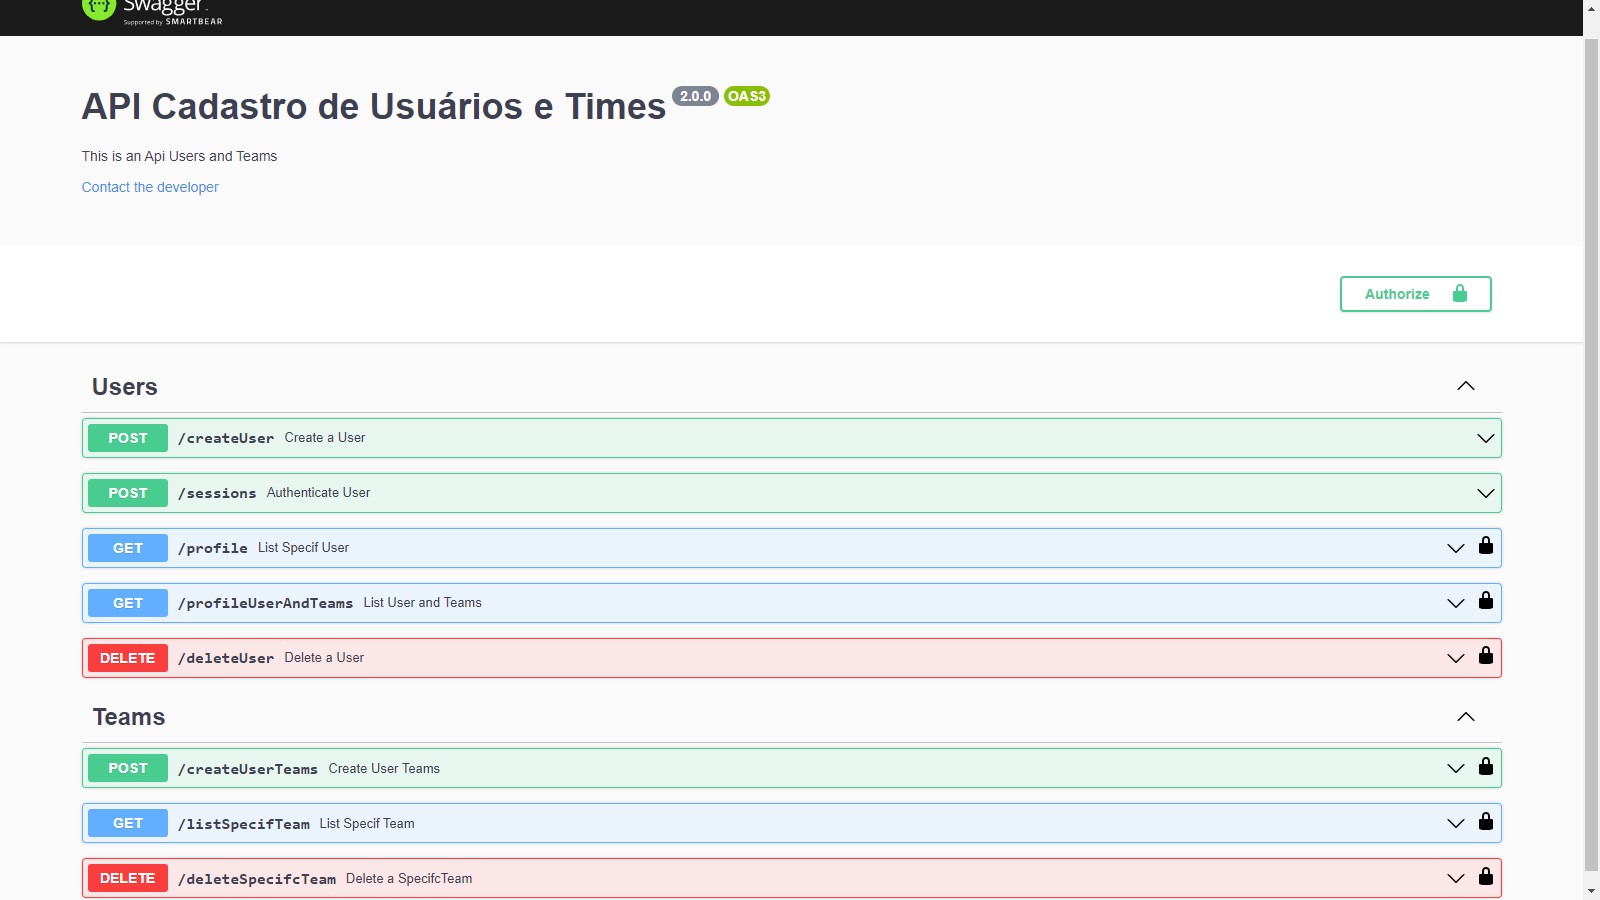 Swagger
Supported by SMARTBEAR
API Cadastro de Usuários e Times 2.0.0 OAS3
This is an Api Users and Teams
Contact the developer
Authorize
Users
POST /createUser Create a User
POST /sessions Authenticate User
GET /profile List Specif User
GET /profileUserAndTeams List User and Teams
DELETE /deleteUser Delete a User
Teams
POST /createUserTeams Create User Teams
GET /listSpecifTeam List Specif Team
DELETE /deleteSpecifcTeam Delete a SpecifcTeam